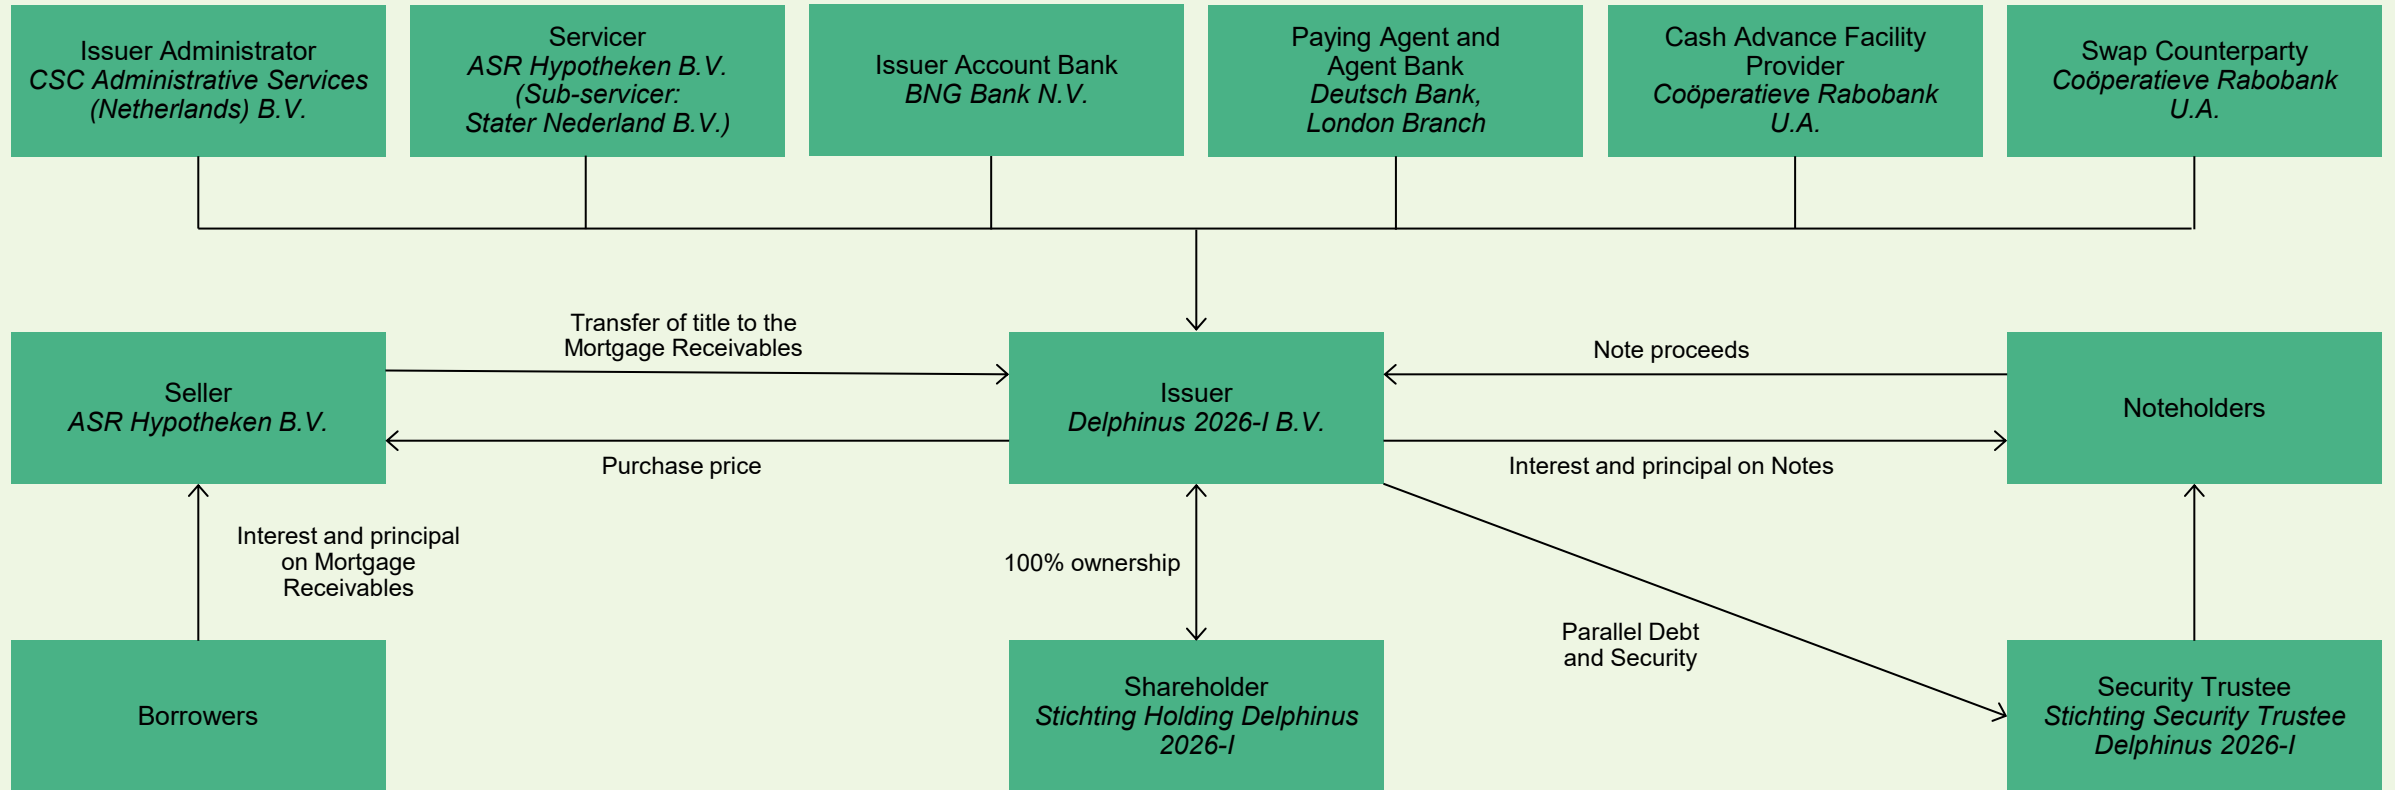 Issuer Administrator
CSC Administrative Services
(Netherlands) B.V.
Servicer
ASR Hypotheken B.V.
(Sub-servicer:
Stater Nederland B.V.)
Issuer Account Bank
BNG Bank N.V.
Paying Agent and
Agent Bank
Deutsch Bank,
London Branch
Cash Advance Facility
Provider
Coöperatieve Rabobank
U.A.
Swap Counterparty
Coöperatieve Rabobank
U.A.
Transfer of title to the
Mortgage Receivables
Note proceeds
Seller
ASR Hypotheken B.V.
Issuer
Delphinus 2026-I B.V.
Noteholders
Purchase price
Interest and principal on Notes
Interest and principal
on Mortgage
Receivables
100% ownership
Parallel Debt
and Security
Borrowers
Shareholder
Stichting Holding Delphinus
2026-I
Security Trustee
Stichting Security Trustee
Delphinus 2026-I